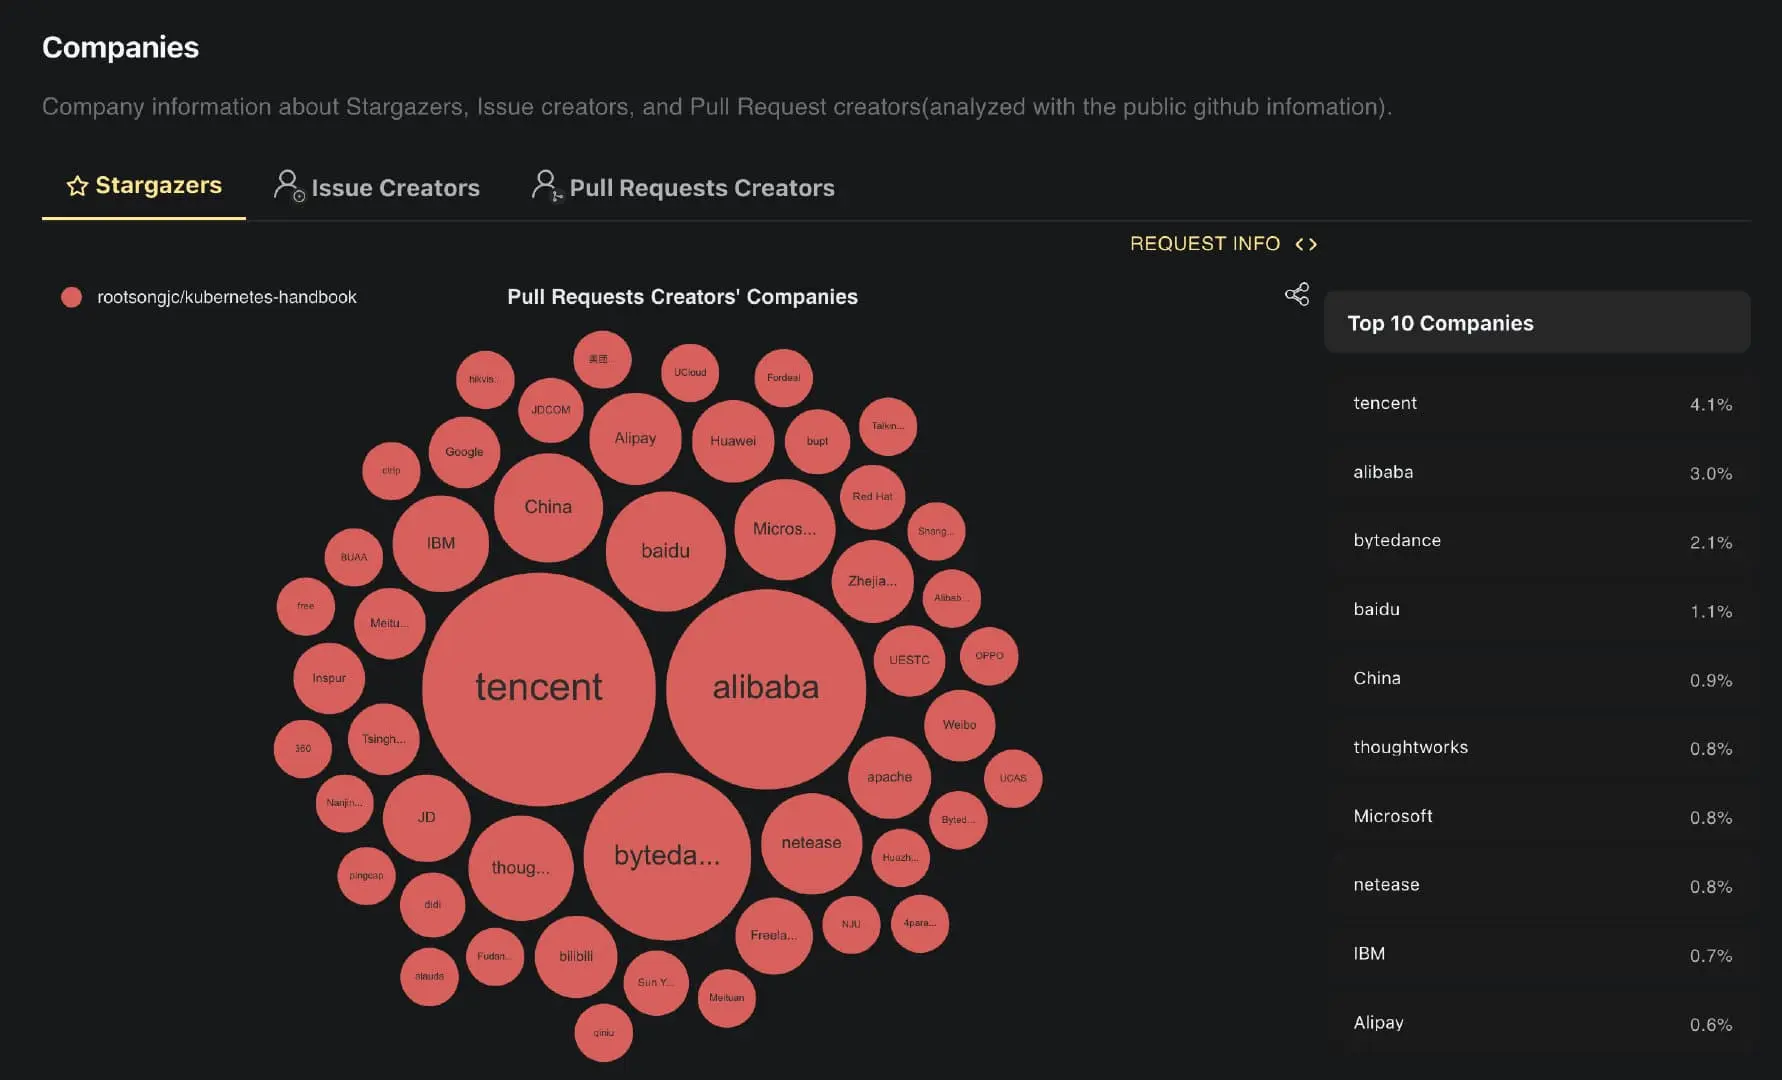 Companies
Company information about Stargazers, Issue creators, and Pull Request creators(analyzed with the public github infomation).
Stargazers
Issue Creators
Pull Requests Creators
REQUEST INFO <>
rootsongjc/kubernetes-handbook
Pull Requests Creators' Companies
美团...
UCloud
Fordeal
hikvis...
JDCOM
Alipay
Huawei
bupt
Talkin...
Google
ctrip
China
Micros...
Red Hat
Shang...
IBM
baidu
BUAA
Zhejia...
Alibab...
free
Meitu...
UESTC
OPPO
Inspur
tencent
alibaba
Weibo
360
Tsingh...
apache
UCAS
Nanjin...
JD
netease
Byted...
thoug...
byteda...
Huazh...
pingcap
didi
Freela...
NJU
4para...
alauda
Fudan...
bilibili
Sun Y...
Meituan
qiniu
Top 10 Companies
tencent 4.1%
alibaba 3.0%
bytedance 2.1%
baidu 1.1%
China 0.9%
thoughtworks 0.8%
Microsoft 0.8%
netease 0.8%
IBM 0.7%
Alipay 0.6%